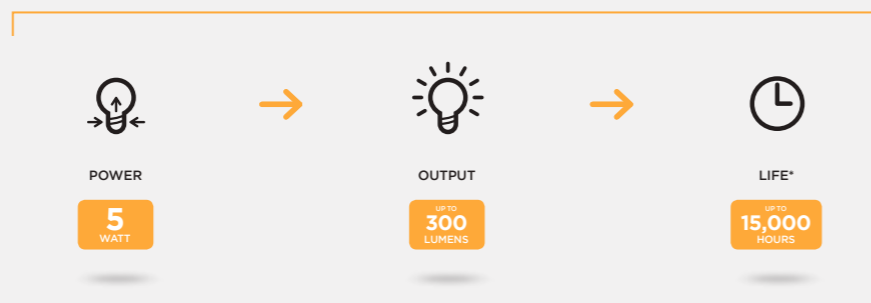 POWER
5
WATT
OUTPUT
UP TO
300
LUMENS
LIFE*
UP TO
15,000
HOURS